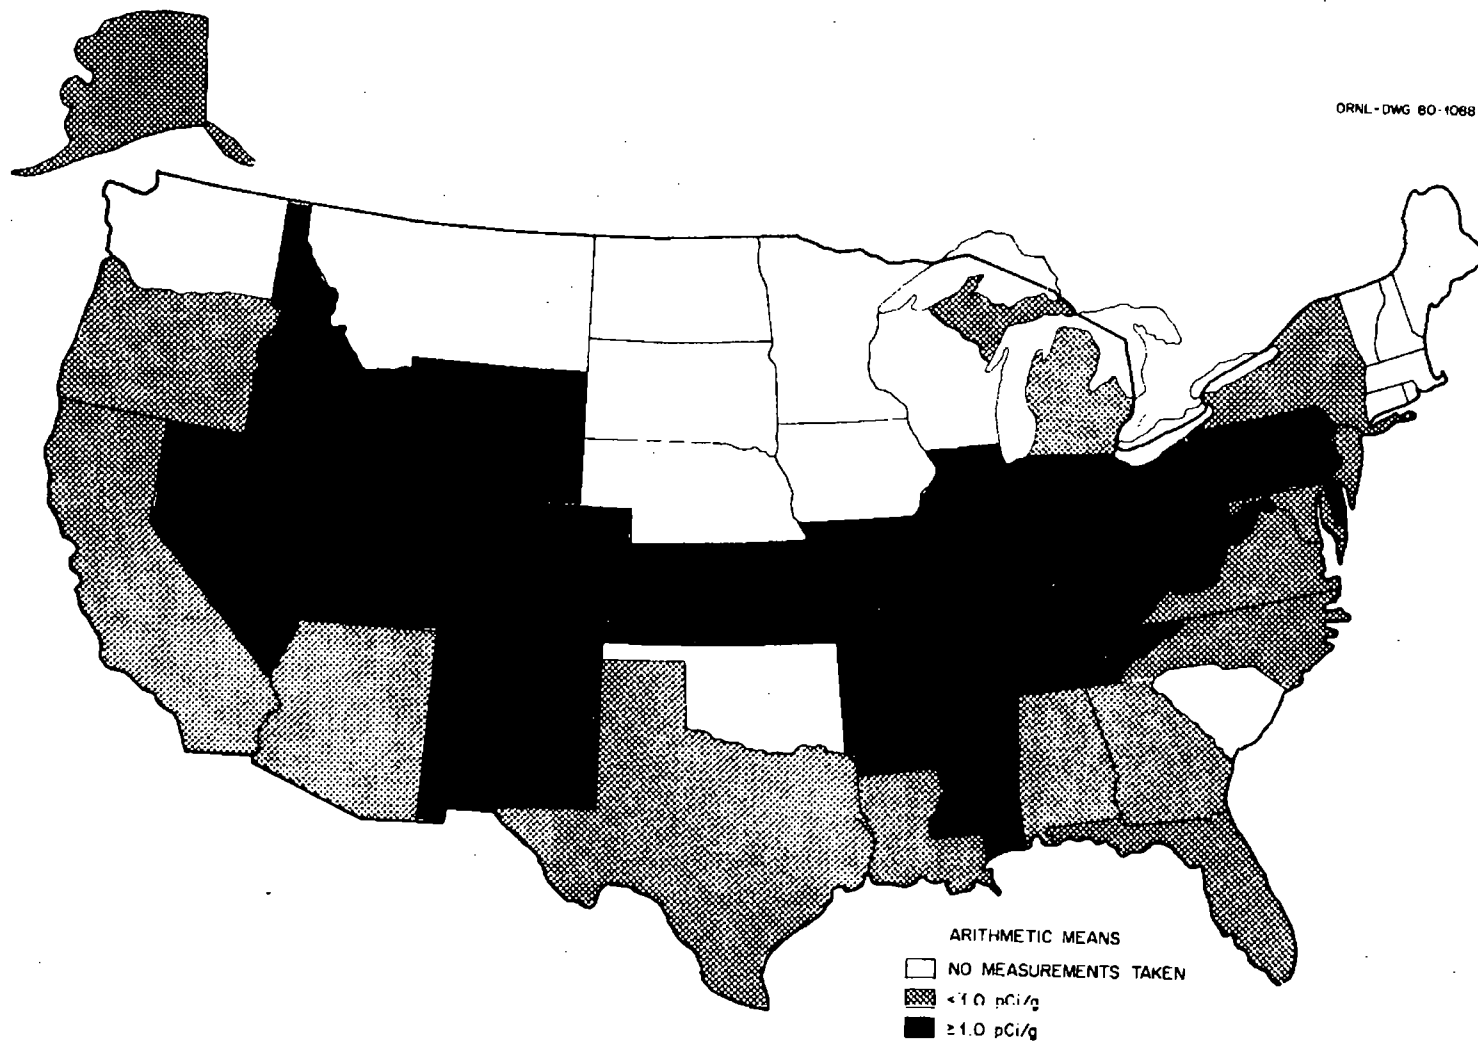 ORNL-DWG 80-1088
ARITHMETIC MEANS
NO MEASUREMENTS TAKEN
<1.0 pCi/g
≥1.0 pCi/g